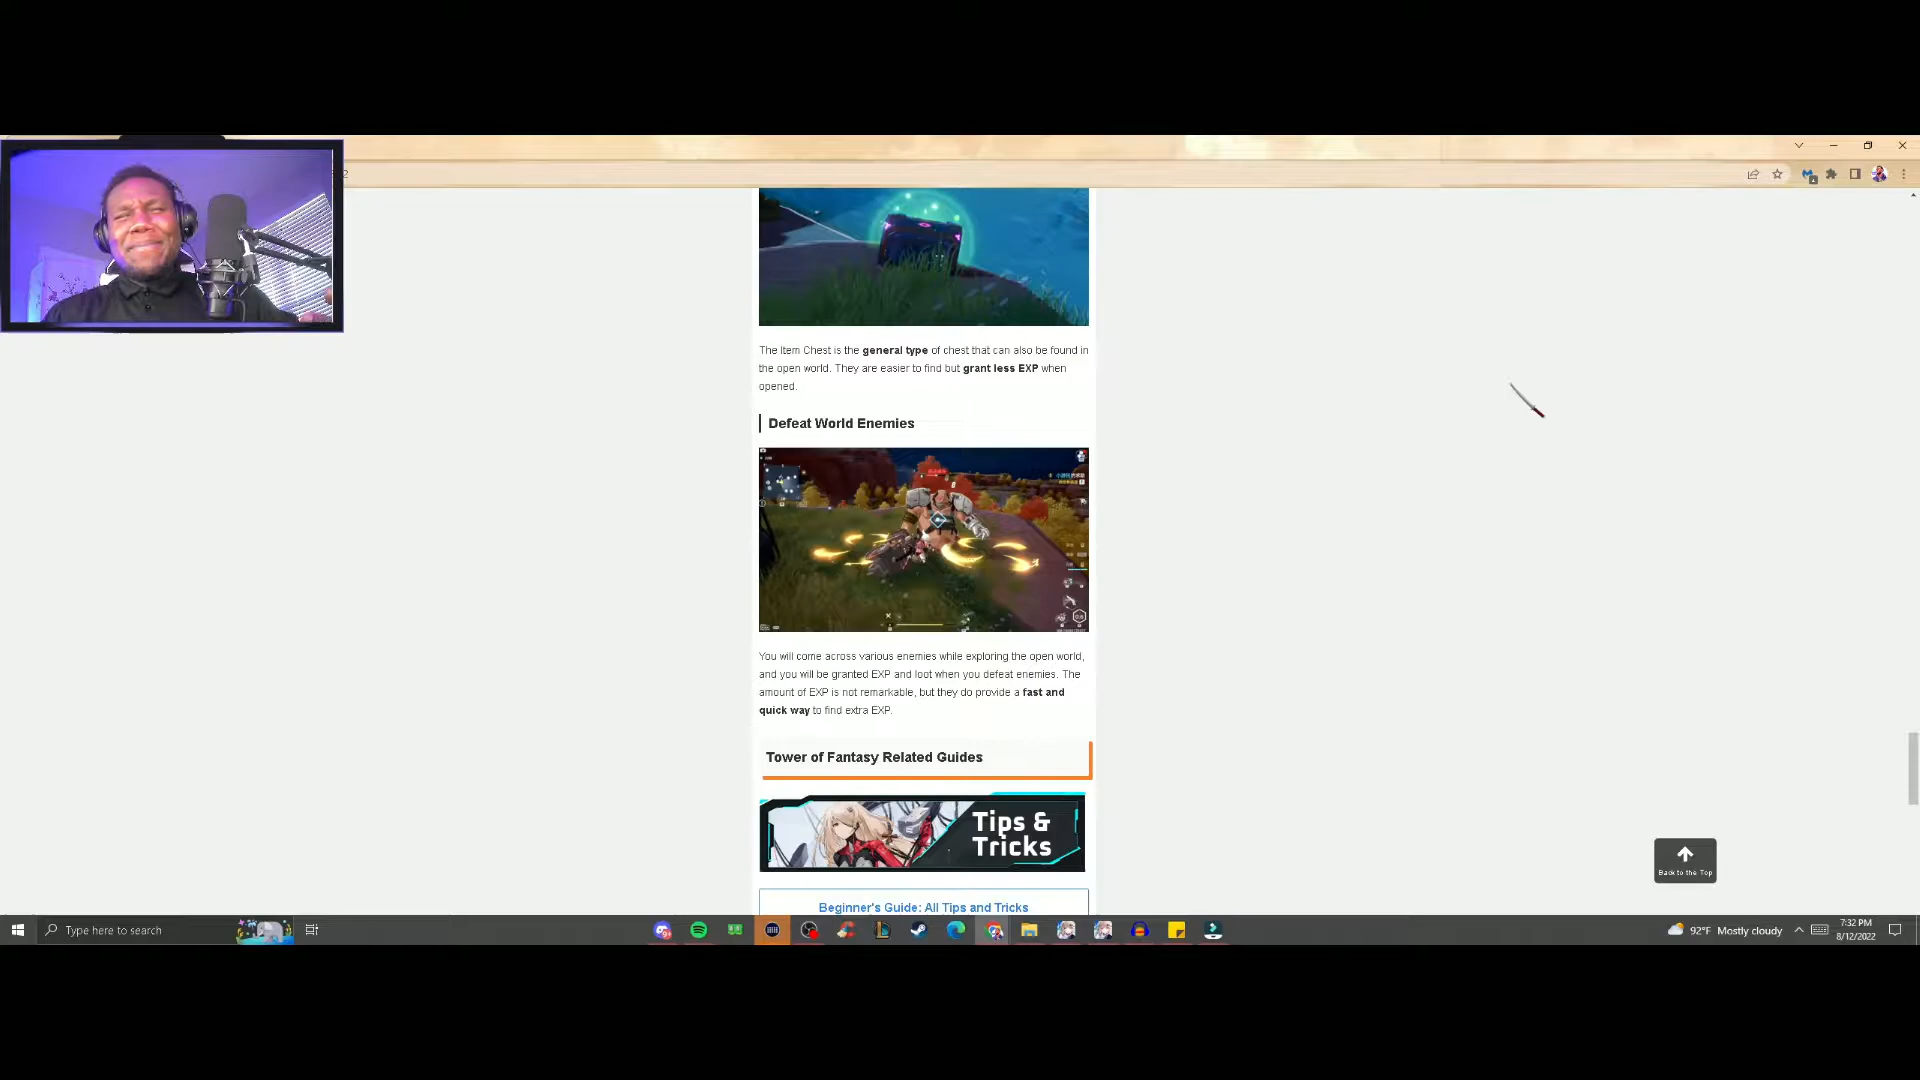 2
The Item Chest is the general type of chest that can also be found in
the open world. They are easier to find but grant less EXP when
opened.
Defeat World Enemies
You will come across various enemies while exploring the open world,
and you will be granted EXP and loot when you defeat enemies. The
amount of EXP is not remarkable, but they do provide a fast and
quick way to find extra EXP.
Tower of Fantasy Related Guides
Tips &
Tricks
Back to the Top
Beginner's Guide: All Tips and Tricks
Type here to search
92°F Mostly cloudy
7:32 PM
8/12/2022